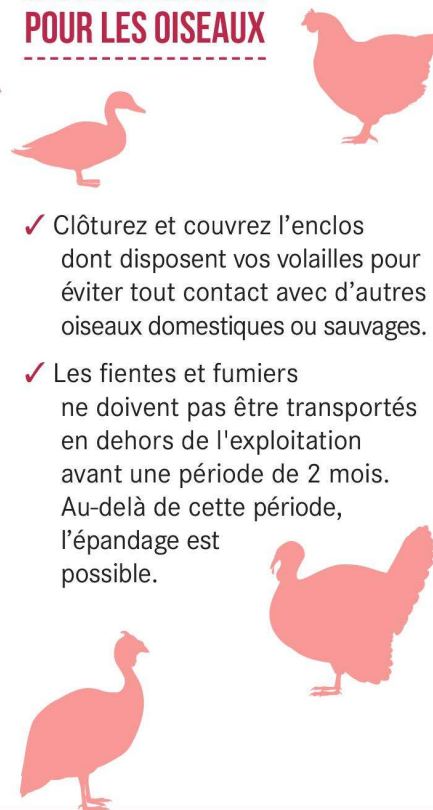 POUR LES OISEAUX
✓ Clôturez et couvrez l’enclos
dont disposent vos volailles pour
éviter tout contact avec d’autres
oiseaux domestiques ou sauvages.
✓ Les fientes et fumiers
ne doivent pas être transportés
en dehors de l'exploitation
avant une période de 2 mois.
Au-delà de cette période,
l’épandage est
possible.